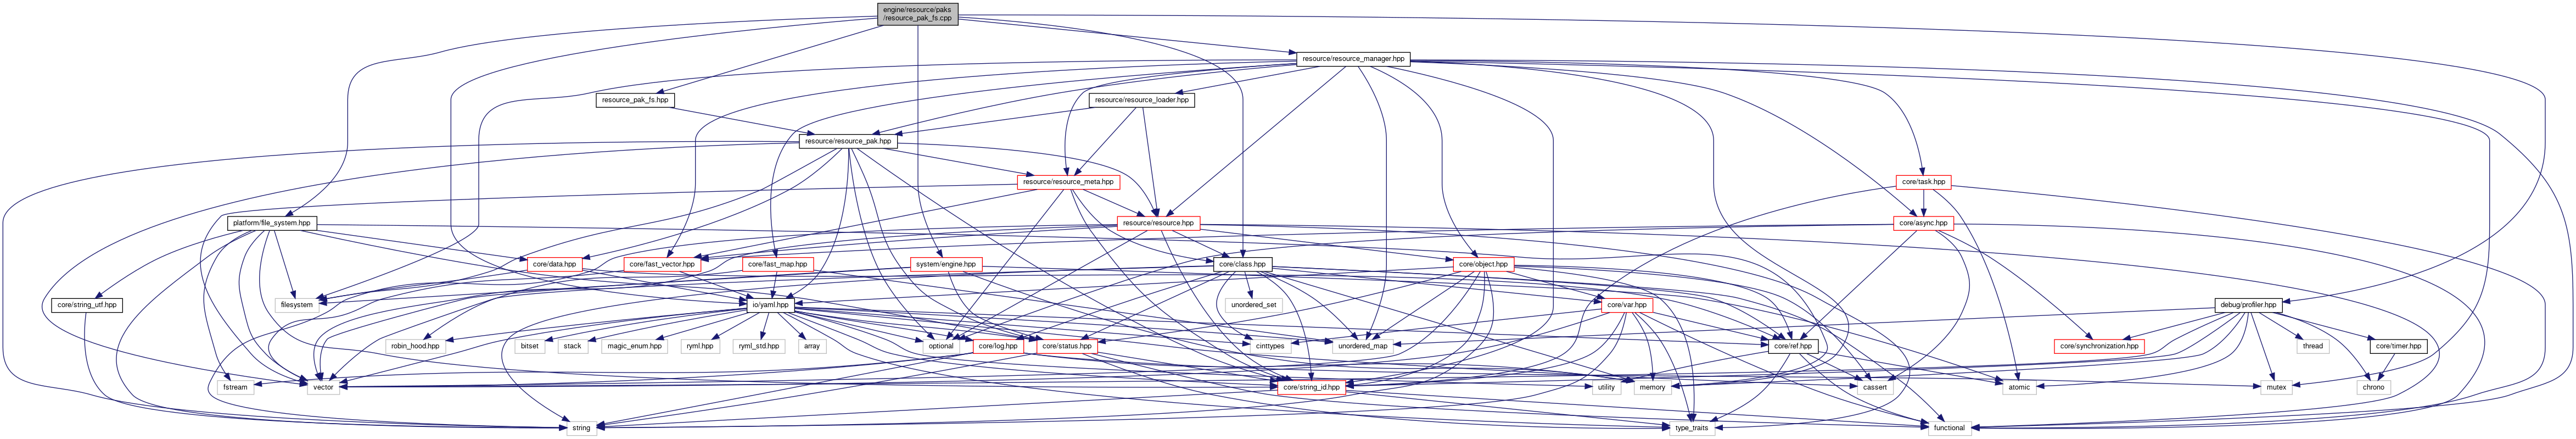 engine/resource/paks
/resource_pak_fs.cpp
resource/resource_manager.hpp
resource_pak_fs.hpp
resource/resource_loader.hpp
resource/resource_pak.hpp
resource/resource_meta.hpp
core/task.hpp
platform/file_system.hpp
resource/resource.hpp
core/async.hpp
core/data.hpp
core/fast_vector.hpp
core/fast_map.hpp
system/engine.hpp
core/class.hpp
core/object.hpp
core/string_utf.hpp
filesystem
io/yaml.hpp
unordered_set
core/var.hpp
debug/profiler.hpp
robin_hood.hpp
bitset
stack
magic_enum.hpp
ryml.hpp
ryml_std.hpp
array
optional
core/log.hpp
core/status.hpp
cinttypes
unordered_map
core/ref.hpp
core/synchronization.hpp
thread
core/timer.hpp
fstream
vector
core/string_id.hpp
utility
memory
cassert
atomic
mutex
chrono
string
type_traits
functional